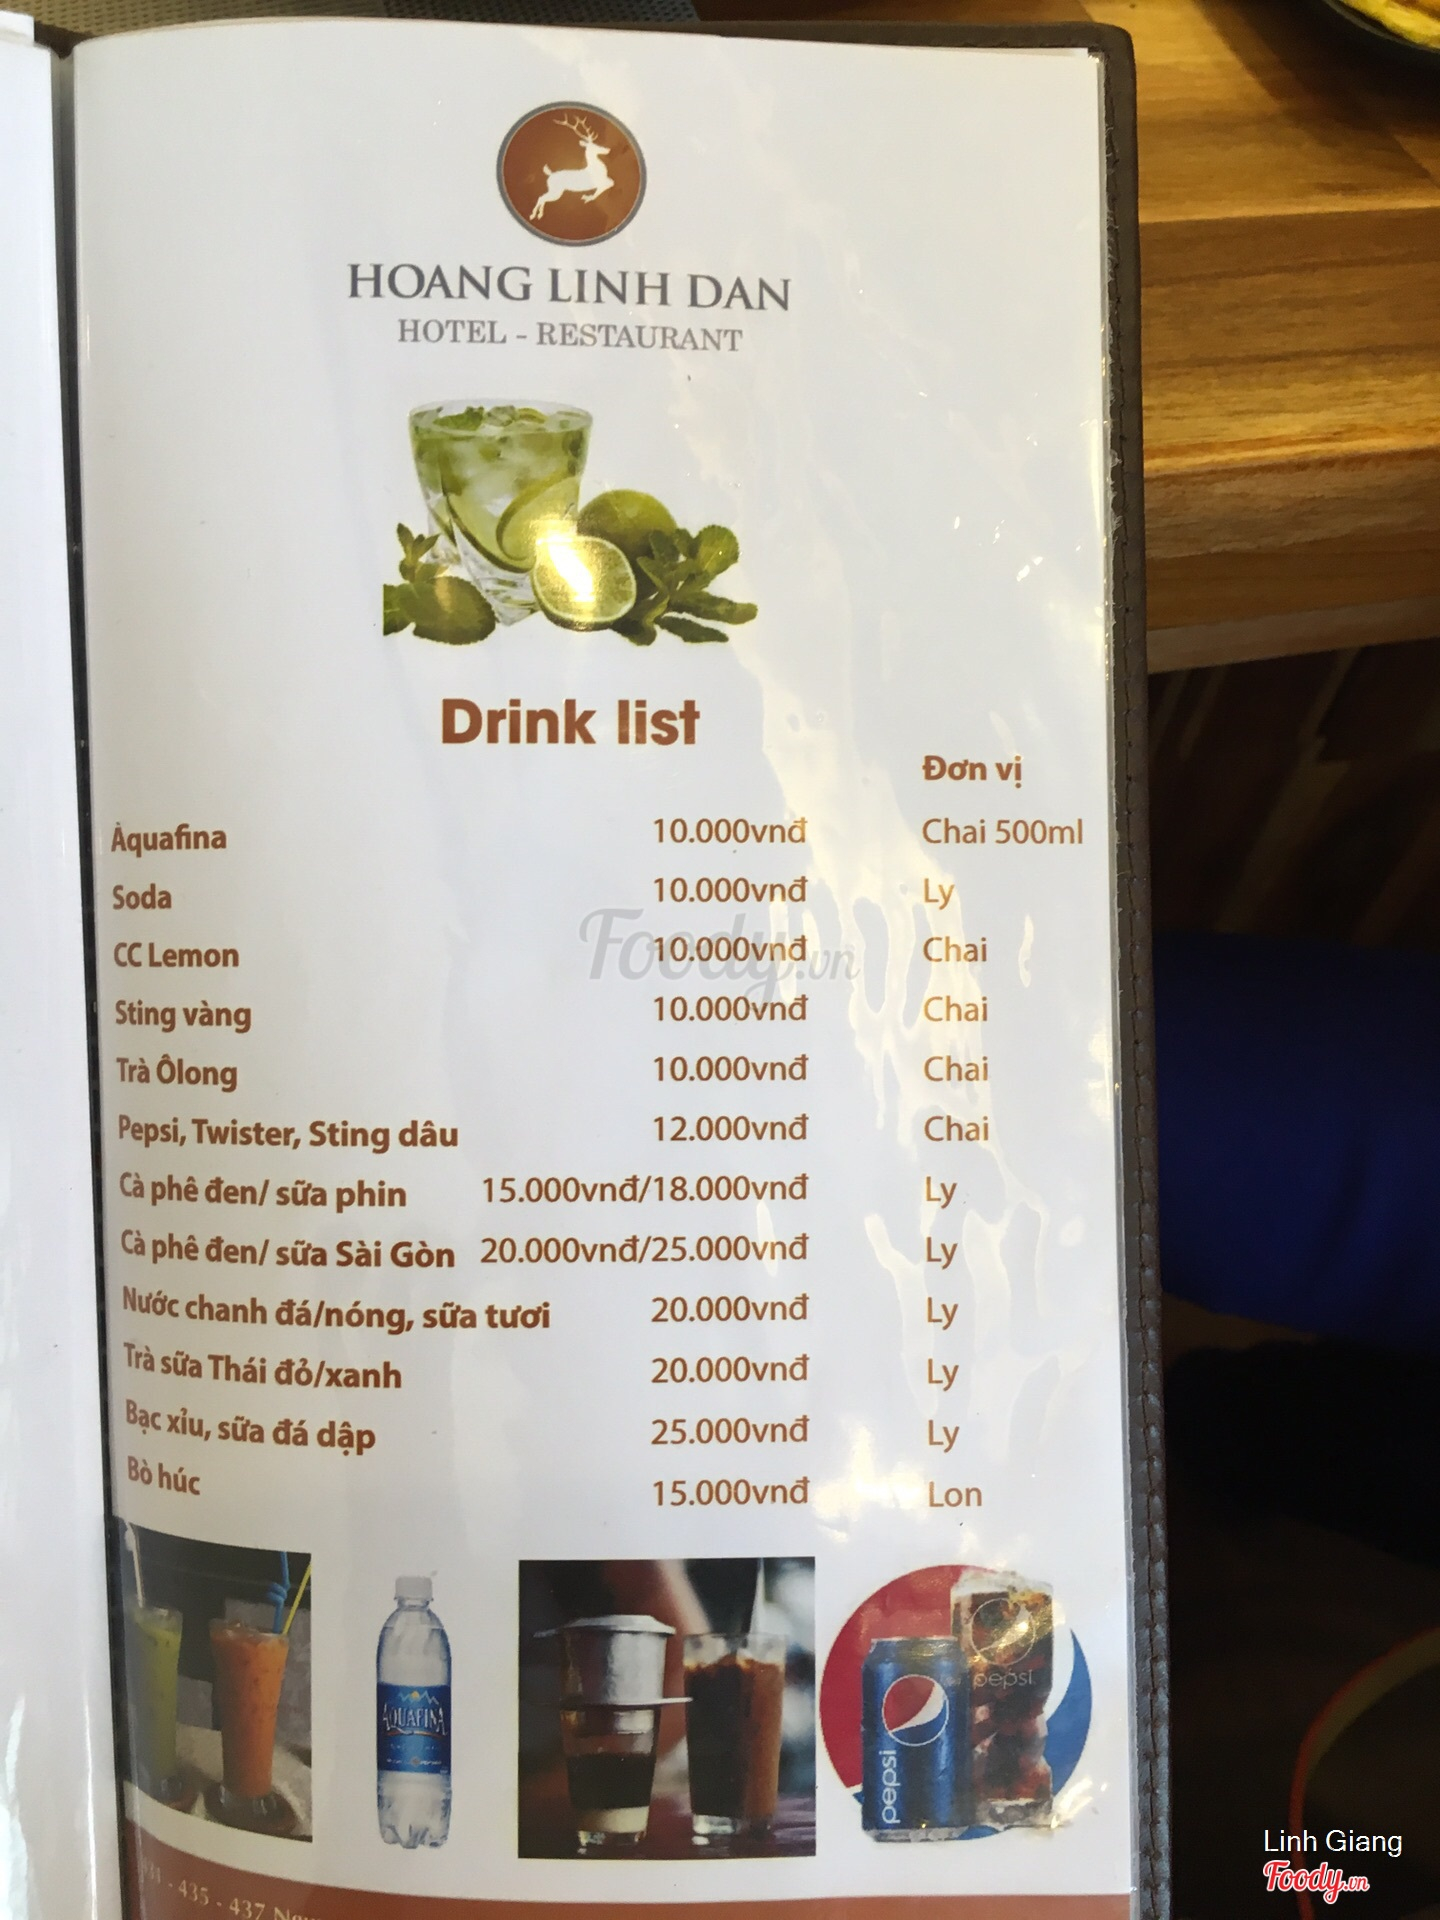 HOANG LINH DAN
HOTEL - RESTAURANT
Drink list
Đơn vị
Aquafina 10.000vnđ Chai 500ml
Soda 10.000vnđ Ly
CC Lemon 10.000vnđ Chai
Sting vàng 10.000vnđ Chai
Trà Ôlong 10.000vnđ Chai
Pepsi, Twister, Sting dâu 12.000vnđ Chai
Cà phê đen/ sữa phin 15.000vnđ/18.000vnđ Ly
Cà phê đen/ sữa Sài Gòn 20.000vnđ/25.000vnđ Ly
Nước chanh đá/nóng, sữa tươi 20.000vnđ Ly
Trà sữa Thái đỏ/xanh 20.000vnđ Ly
Bạc xỉu, sữa đá dập 25.000vnđ Ly
Bò húc 15.000vnđ Lon
Foody.vn
AQUAFINA
pepsi
pepsi
- 435 - 437
Linh Giang
Foody.vn